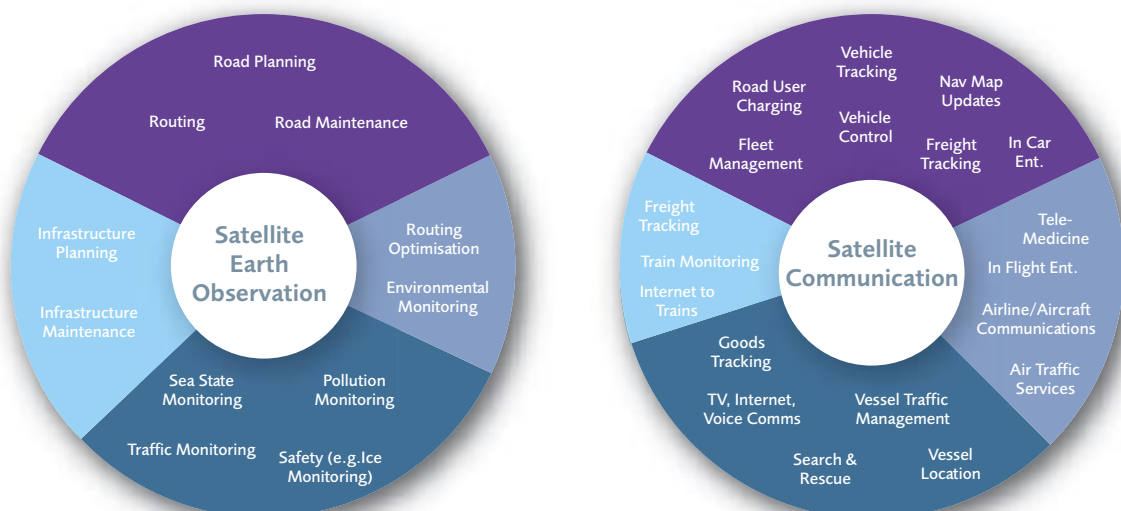 Road Planning
Routing
Road Maintenance
Infrastructure
Planning
Infrastructure
Maintenance
Satellite
Earth
Observation
Routing
Optimisation
Environmental
Monitoring
Sea State
Monitoring
Pollution
Monitoring
Traffic Monitoring
Safety (e.g.Ice
Monitoring)
Vehicle
Tracking
Road User
Charging
Nav Map
Updates
Vehicle
Control
Fleet
Management
Freight
Tracking
In Car
Ent.
Freight
Tracking
Train Monitoring
Internet to
Trains
Satellite
Communication
Tele-
Medicine
In Flight Ent.
Airline/Aircraft
Communications
Air Traffic
Services
Goods
Tracking
TV, Internet,
Voice Comms
Vessel Traffic
Management
Search &
Rescue
Vessel
Location